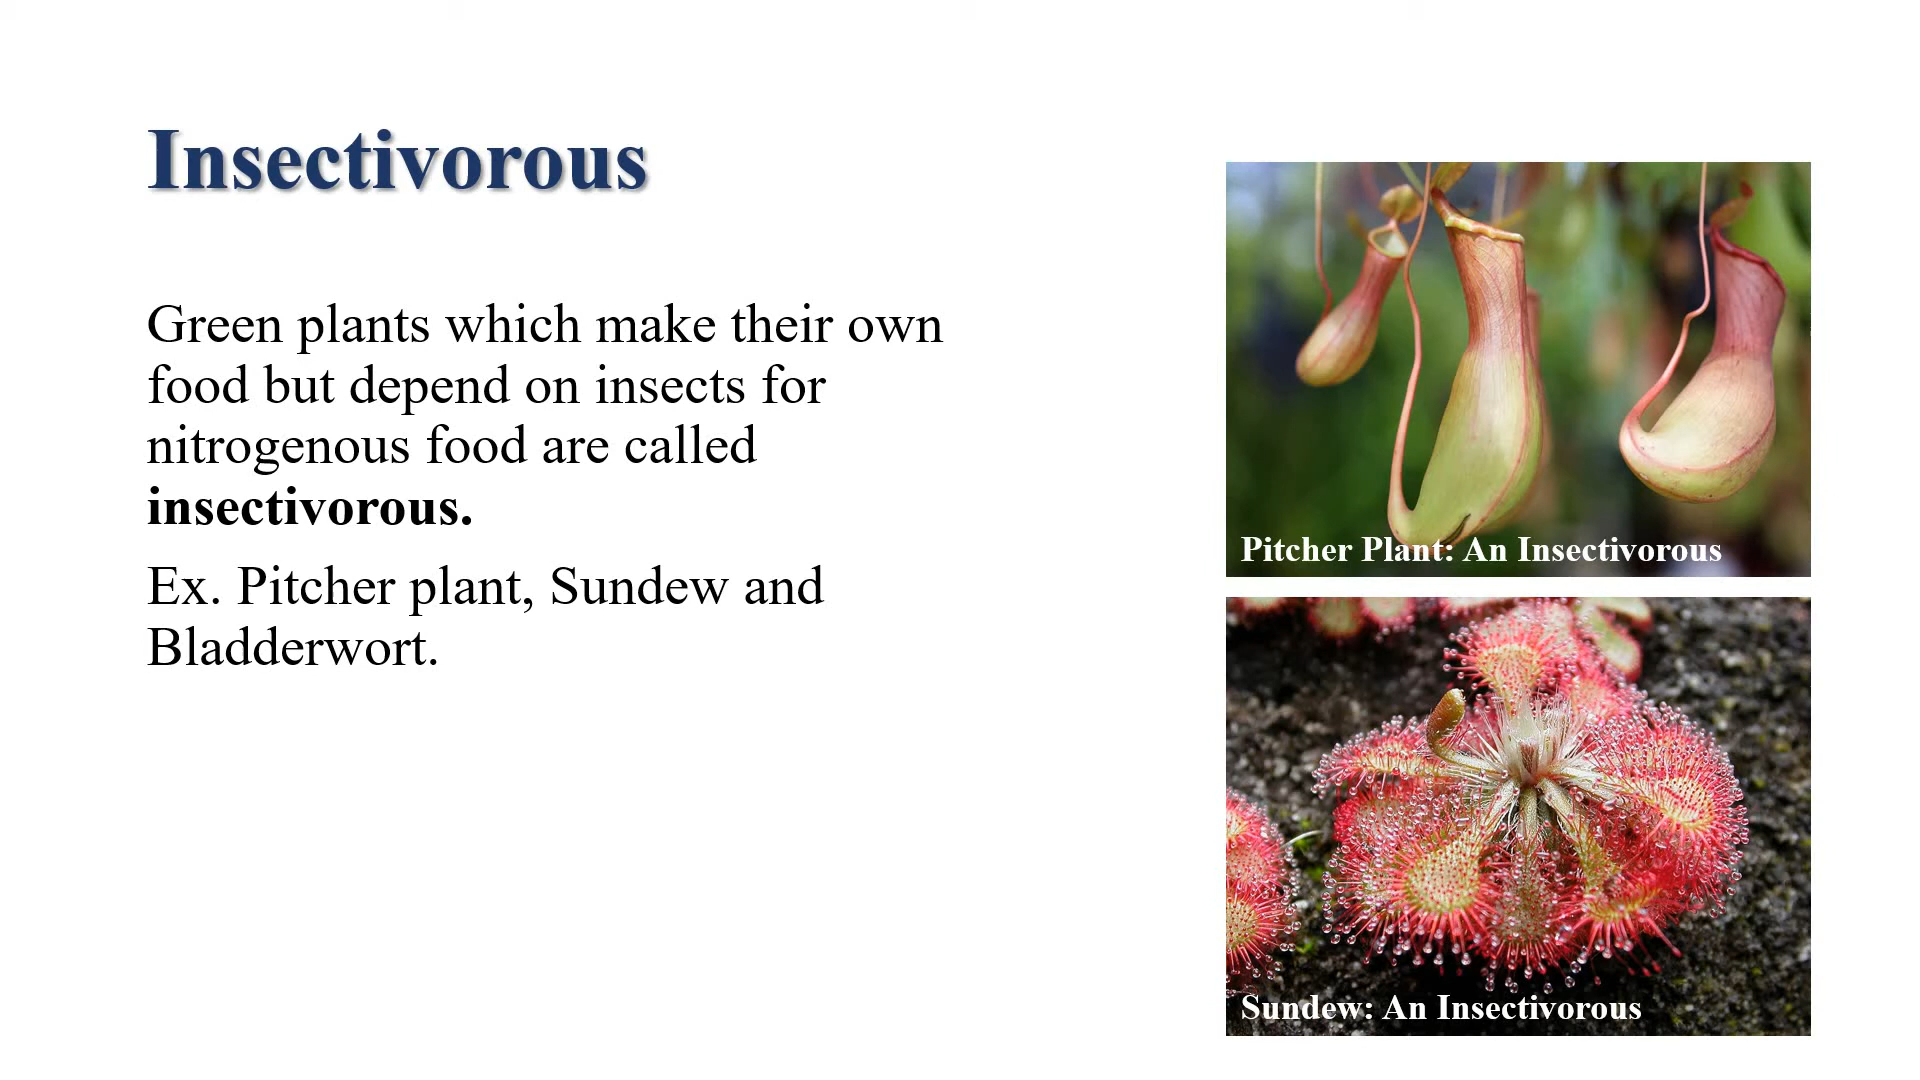 Insectivorous
Green plants which make their own
food but depend on insects for
nitrogenous food are called
insectivorous.
Ex. Pitcher plant, Sundew and
Bladderwort.
Pitcher Plant: An Insectivorous
Sundew: An Insectivorous